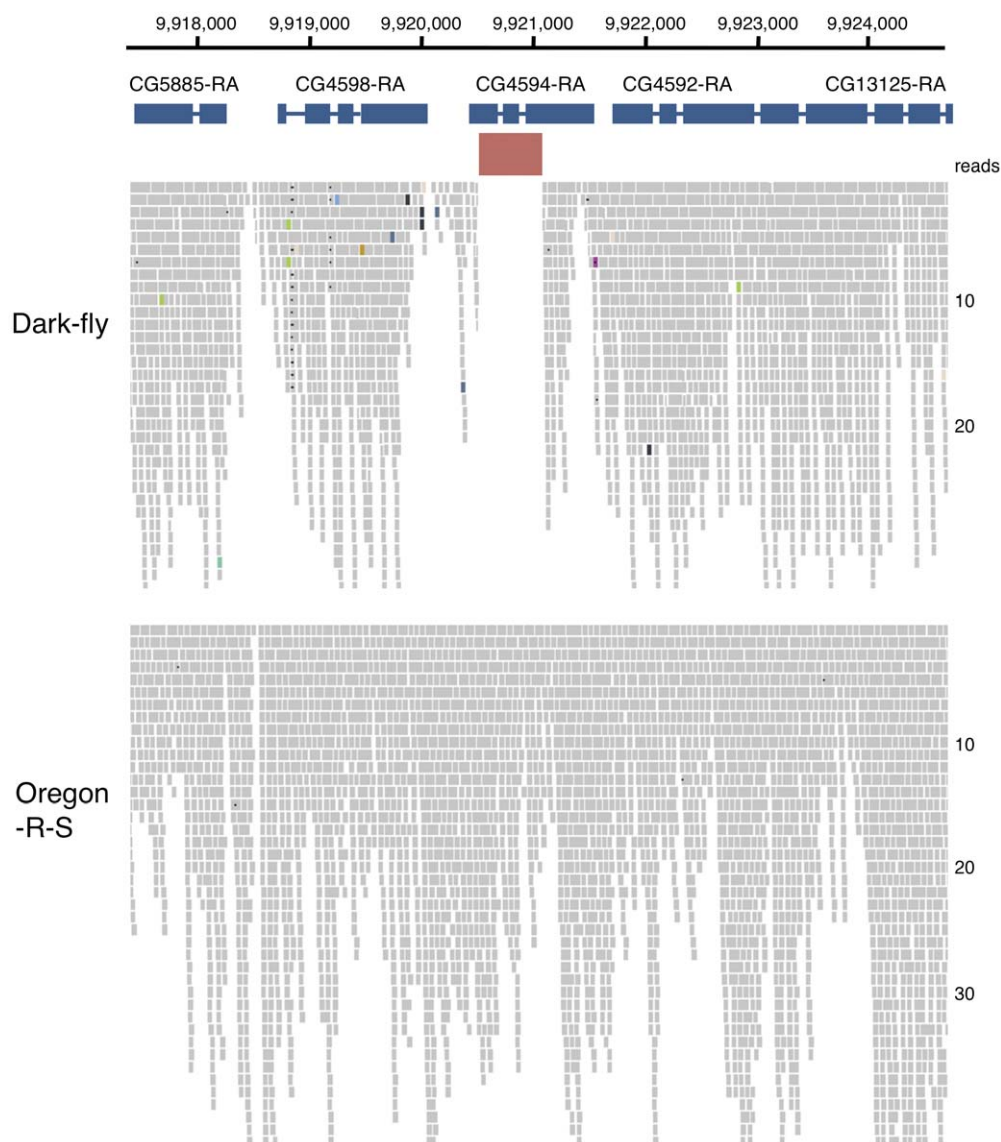 9,918,000 9,919,000 9,920,000 9,921,000 9,922,000 9,923,000 9,924,000
CG5885-RA CG4598-RA CG4594-RA CG4592-RA CG13125-RA
reads
10
Dark-fly
20
10
Oregon
-R-S
20
30